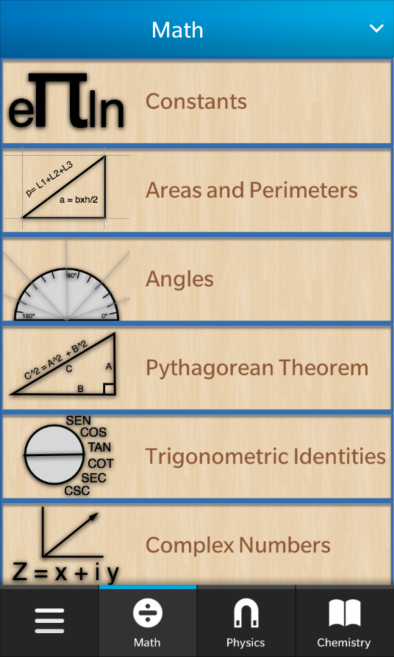 Math
eπln
Constants
p= L1+L2+L3
a = bxh/2
Areas and Perimeters
90°
180°
0°
Angles
C^2 = A^2 + B^2
C
A
B
Pythagorean Theorem
SEN
COS
TAN
COT
SEC
CSC
Trigonometric Identities
Z = x + i y
Complex Numbers
Math
Physics
Chemistry